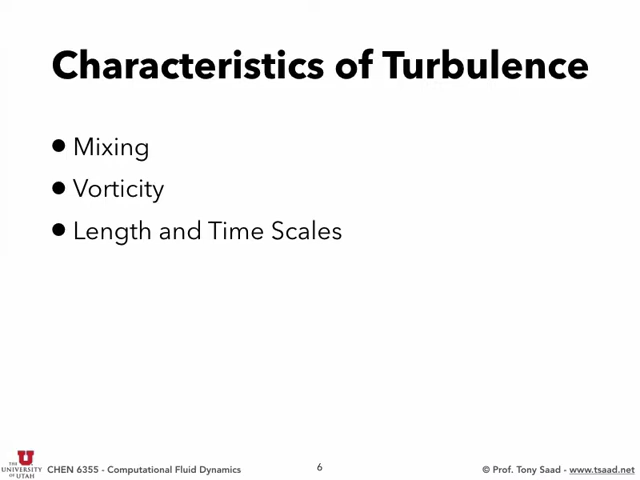 Characteristics of Turbulence
• Mixing
• Vorticity
• Length and Time Scales
THE
UNIVERSITY
OF UTAH
CHEN 6355 - Computational Fluid Dynamics
6
© Prof. Tony Saad - www.tsaad.net